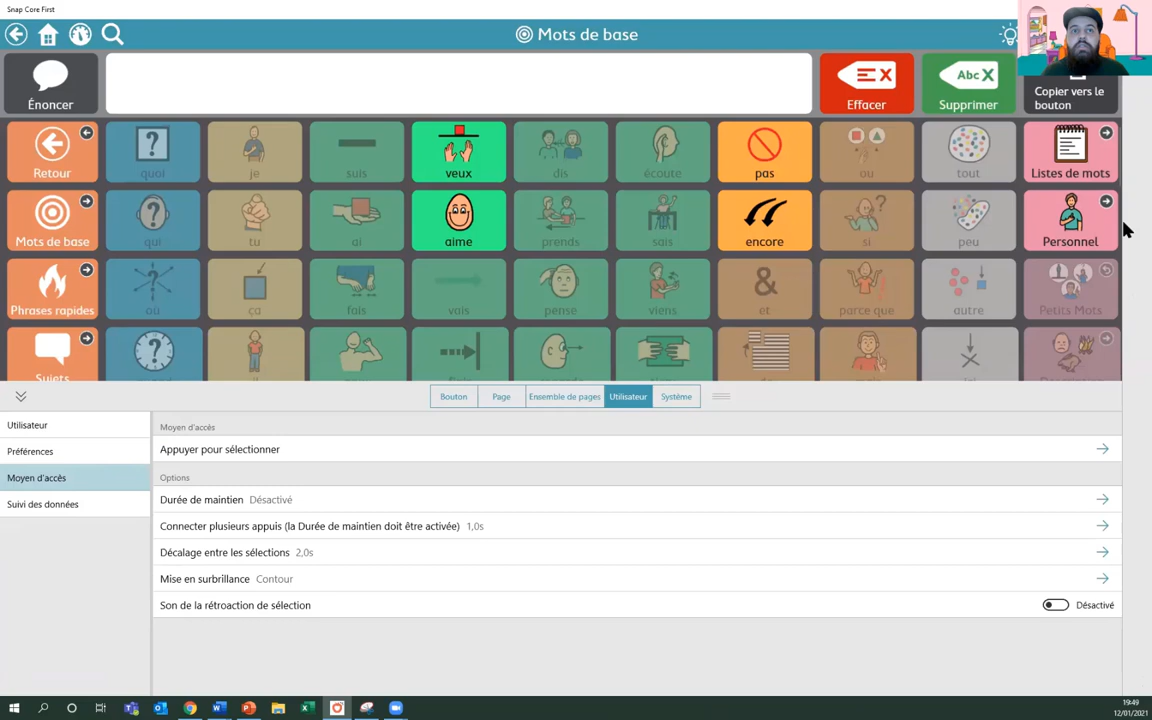 Snap Core First
Mots de base
Énoncer
Abc
Effacer
Supprimer
Copier vers le
bouton
Retour
quoi
je
suis
veux
dis
écoute
pas
ou
tout
Listes de mots
Mots de base
qui
tu
ai
aime
prends
sais
encore
si
peu
Personnel
Phrases rapides
où
ça
fais
vais
pense
viens
&
et
parce que
autre
Petits Mots
Sujets
Bouton
Page
Ensemble de pages
Utilisateur
Système
Utilisateur
Moyen d'accès
Préférences
Appuyer pour sélectionner
Moyen d'accès
Options
Suivi des données
Durée de maintien Désactivé
Connecter plusieurs appuis (la Durée de maintien doit être activée) 1,0s
Décalage entre les sélections 2,0s
Mise en surbrillance Contour
Son de la rétroaction de sélection
Désactivé
19:49
12/01/2021